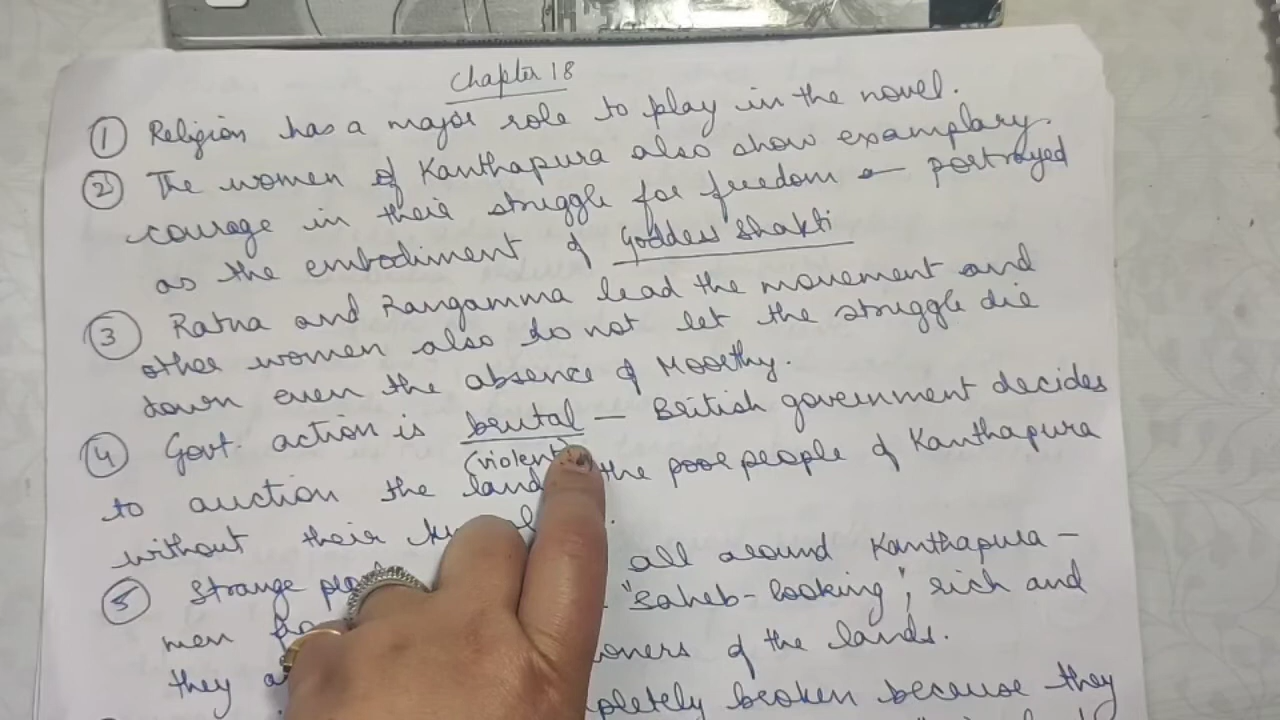 Chapter 18
① Religion has a major role to play in the novel.
② The women of Kanthapura also show examplary
courage in their struggle for freedom - portrayed
as the embodiment of Goddess Shakti
③ Ratna and Rangamma lead the movement and
other women also do not let the struggle die
down even the absence of Moorthy.
④ Govt. action is brutal - British government decides
(violent)
to auction the land the poor people of Kanthapura
without their
⑤ Strange all around Kanthapura -
men "Saheb-looking", rich and
they of the lands.
broken because they